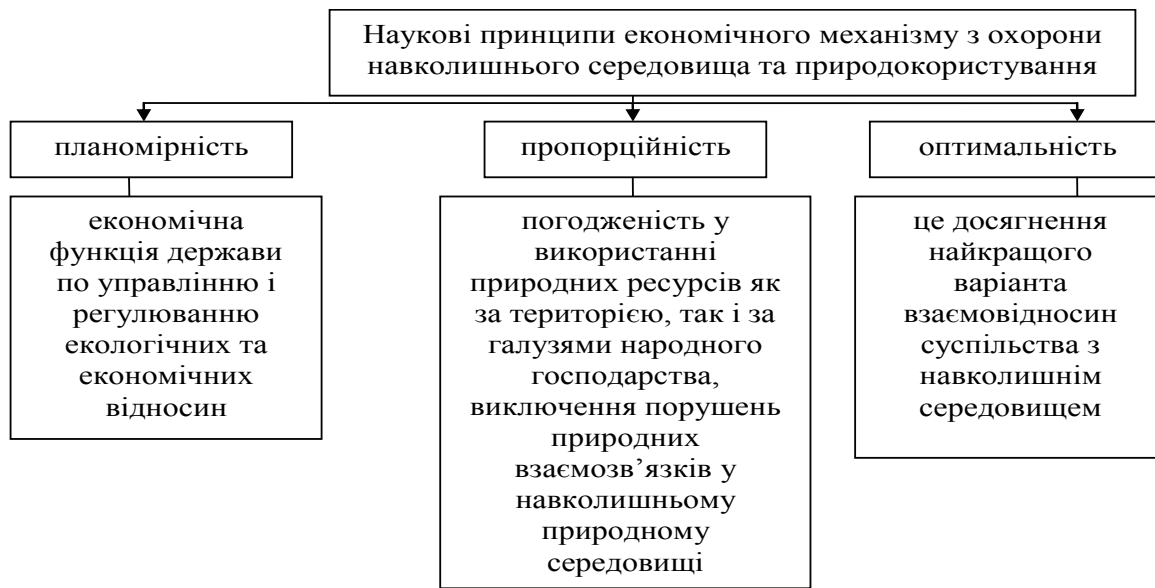 Наукові принципи економічного механізму з охорони
навколишнього середовища та природокористування
планомірність
пропорційність
оптимальність
економічна
функція держави
по управлінню і
регулюванню
екологічних та
економічних
відносин
погодженість у
використанні
природних ресурсів як
за територією, так і за
галузями народного
господарства,
виключення порушень
природних
взаємозв’язків у
навколишньому
природному
середовищі
це досягнення
найкращого
варіанта
взаємовідносин
суспільства з
навколишнім
середовищем